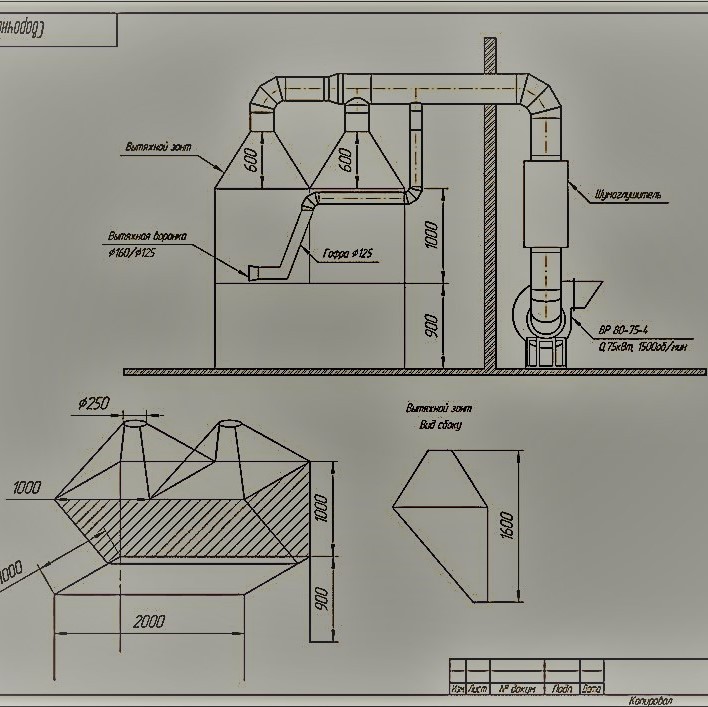 Вытяжной зонт
600
600
Шумоглушитель
Вытяжная воронка
Ф160/Ф125
Гофра Ф125
1000
900
ВР 80-75-4
0,75кВт, 1500об/мин
Ф250
Вытяжной зонт
Вид сбоку
1000
1000
1600
1000
900
2000
Изм Лист № докум Подп Дата
Копировал